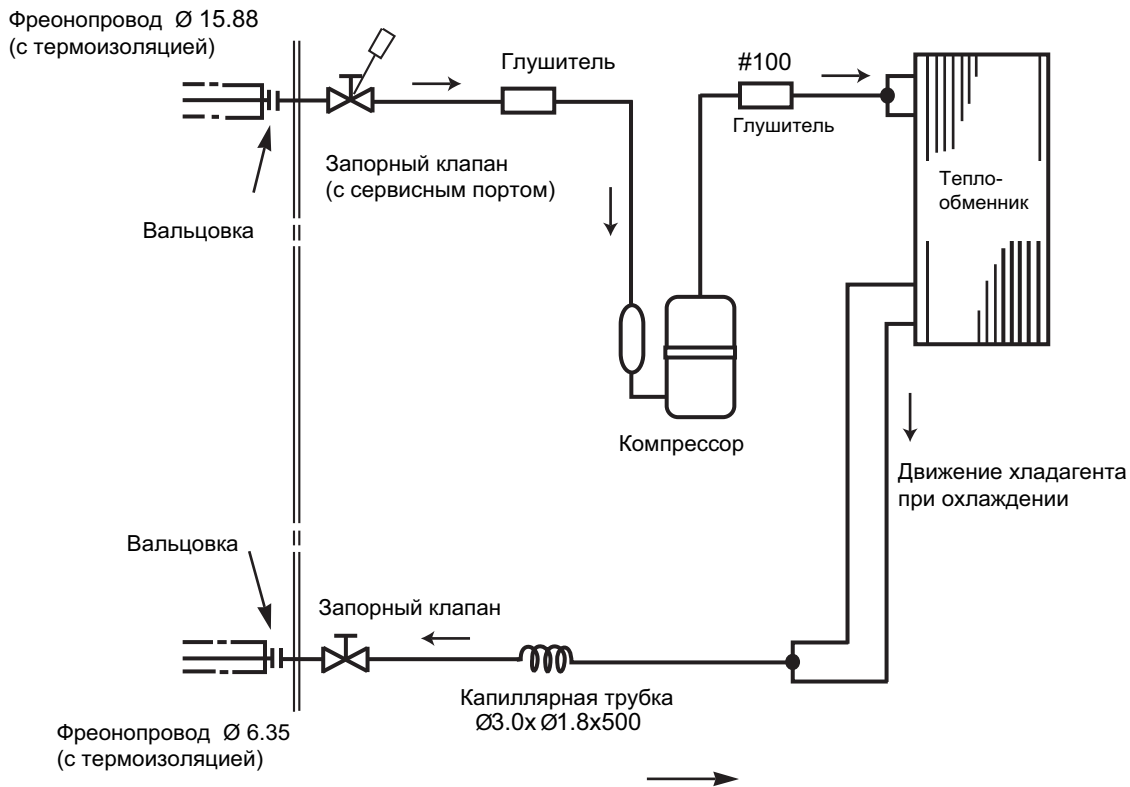 Фреонопровод Ø 15.88
(с термоизоляцией)
Глушитель
#100
Глушитель
Запорный клапан
(с сервисным портом)
Вальцовка
Тепло-
обменник
Компрессор
Движение хладагента
при охлаждении
Вальцовка
Запорный клапан
Капиллярная трубка
Ø3.0x Ø1.8x500
Фреонопровод Ø 6.35
(с термоизоляцией)